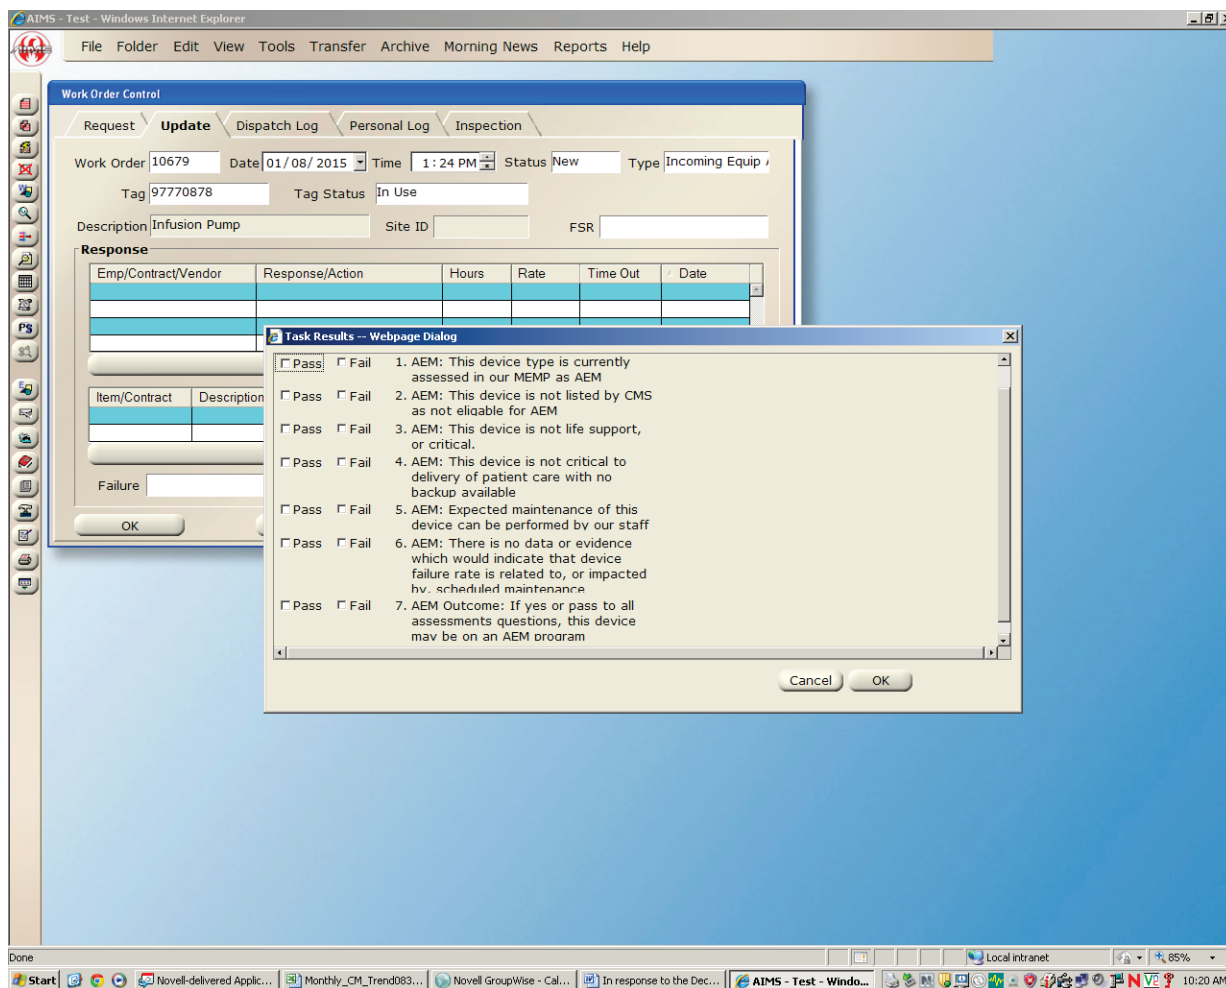 AIMS - Test - Windows Internet Explorer
File Folder Edit View Tools Transfer Archive Morning News Reports Help
Work Order Control
Request Update Dispatch Log Personal Log Inspection
Work Order 10679 Date 01/08/2015 Time 1:24 PM Status New Type Incoming Equip
Tag 97770878 Tag Status In Use
Description Infusion Pump Site ID FSR
Response
Emp/Contract/Vendor Response/Action Hours Rate Time Out Date
PS
Task Results -- Webpage Dialog
Pass Fail 1. AEM: This device type is currently
assessed in our MEMP as AEM
Item/Contract Description
Pass Fail 2. AEM: This device is not listed by CMS
as not eligable for AEM
Pass Fail 3. AEM: This device is not life support,
or critical.
Pass Fail 4. AEM: This device is not critical to
delivery of patient care with no
backup available
Failure
Pass Fail 5. AEM: Expected maintenance of this
device can be performed by our staff
OK
Pass Fail 6. AEM: There is no data or evidence
which would indicate that device
failure rate is related to, or impacted
by, scheduled maintenance
Pass Fail 7. AEM Outcome: If yes or pass to all
assessments questions, this device
may be on an AEM program
Cancel OK
Done Local intranet 85%
Start Novell-delivered Applic... Monthly_CM_Trend083... Novell GroupWise - Cal... In response to the Dec... AIMS - Test - Windo... 10:20 AM